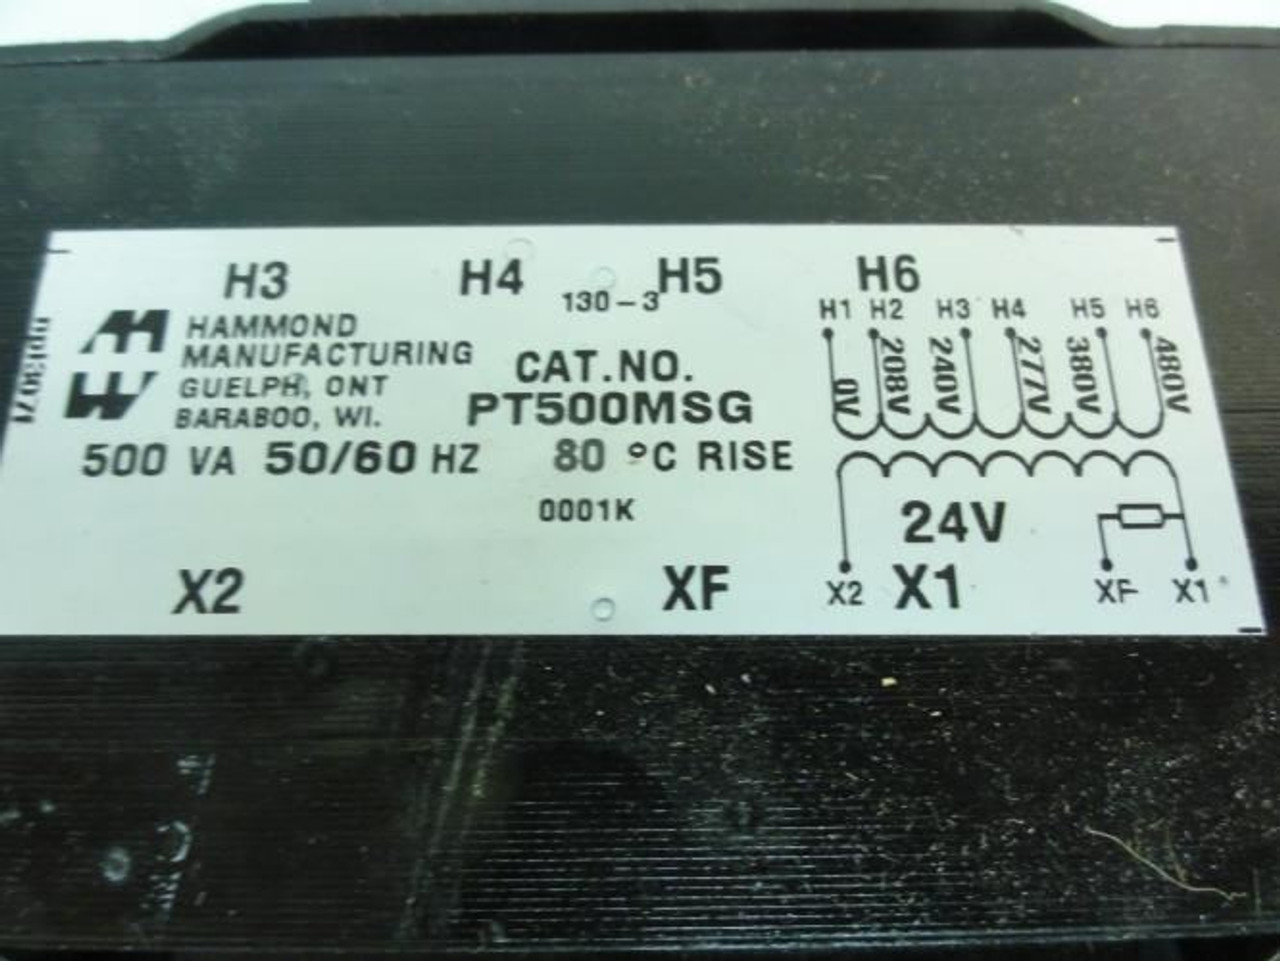 H3 H4 H5 H6
130-3
HAMMOND
MANUFACTURING
GUELPH, ONT
BARABOO, WI.
CAT.NO.
PT500MSG
500 VA 50/60 HZ 80 °C RISE
0001K
H1 H2 H3 H4 H5 H6
0V 208V 240V 277V 380V 480V
24V
X2 XF X1
X2 XF X1